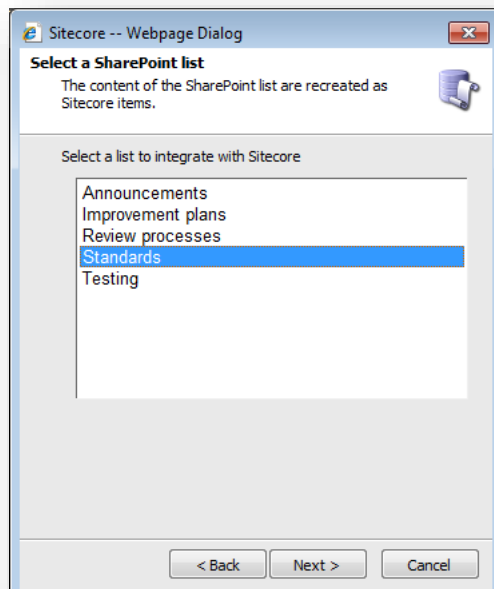 Sitecore -- Webpage Dialog
Select a SharePoint list
The content of the SharePoint list are recreated as
Sitecore items.
Select a list to integrate with Sitecore
Announcements
Improvement plans
Review processes
Standards
Testing
< Back
Next >
Cancel